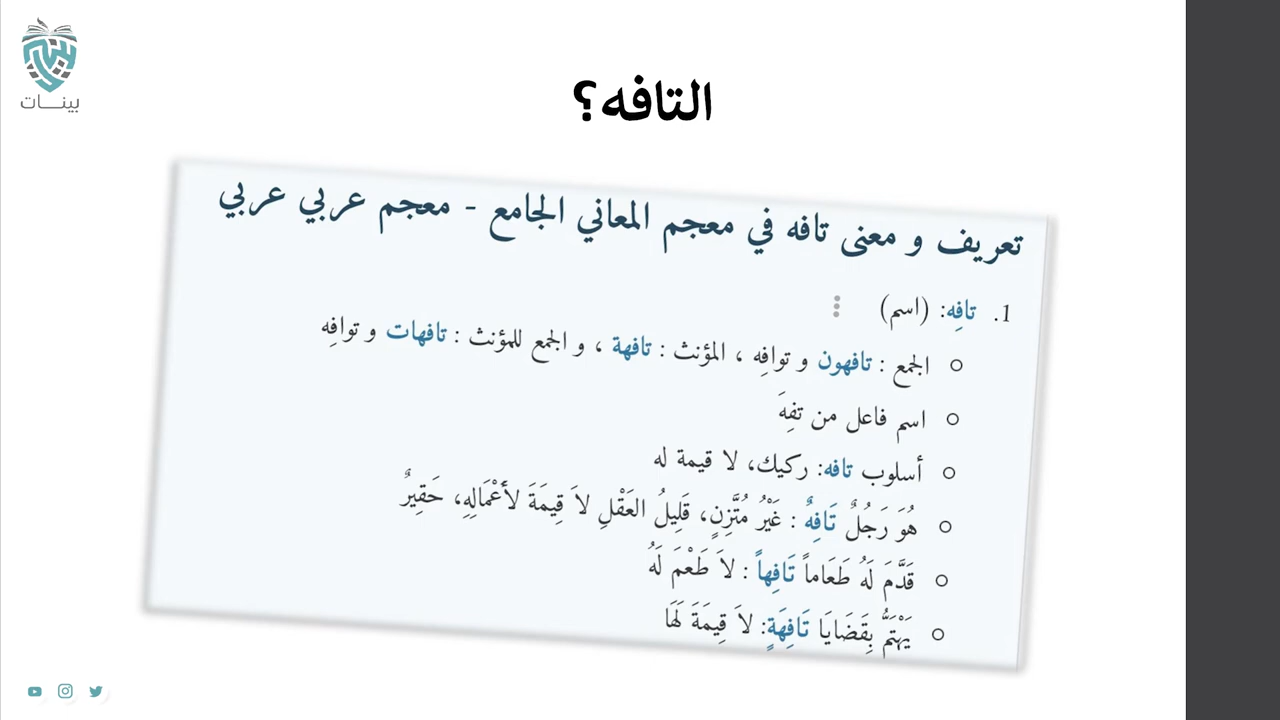 بينـــات
التافه؟
تعريف و معنى تافه في معجم المعاني الجامع - معجم عربي عربي
1. تافِه: (اسم)
الجمع : تافهون و توافِه ، المؤنث : تافهة ، و الجمع للمؤنث : تافهات و توافِه
اسم فاعل من تفِهَ
أسلوب تافه: ركيك، لا قيمة له
هُوَ رَجُلٌ تَافِهٌ : غَيْرُ مُتَّزِنٍ، قَلِيلُ العَقْلِ لاَ قِيمَةَ لأعْمَالِهِ، حَقِيرٌ
قَدَّمَ لَهُ طَعَاماً تَافِهاً : لاَ طَعْمَ لَهُ
يَهْتَمُّ بِقَضَايَا تَافِهَةٍ: لاَ قِيمَةَ لَهَا